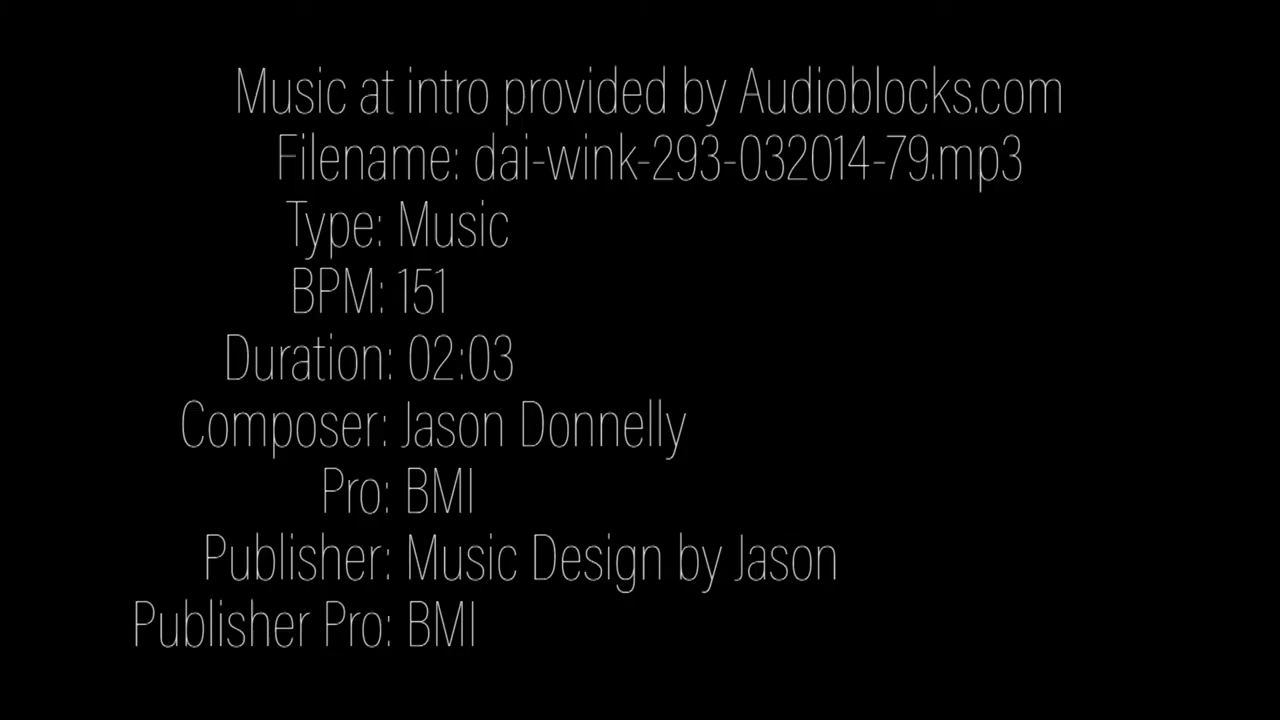 Music at intro provided by Audioblocks.com
Filename: dai-wink-293-032014-79.mp3
Type: Music
BPM: 151
Duration: 02:03
Composer: Jason Donnelly
Pro: BMI
Publisher: Music Design by Jason
Publisher Pro: BMI